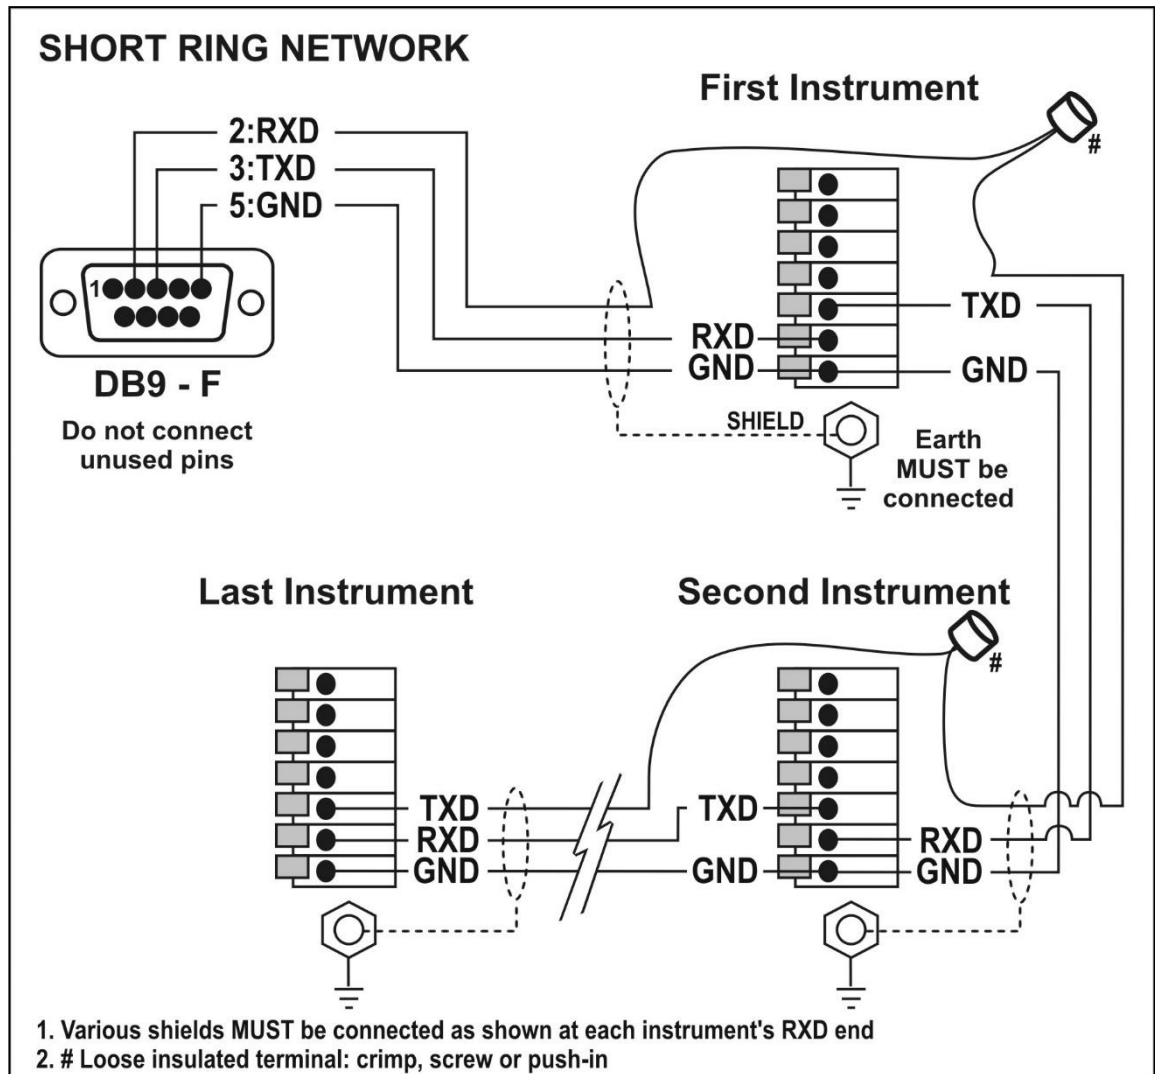 SHORT RING NETWORK
First Instrument
2:RXD
3:TXD
5:GND
#
1
TXD
RXD
GND
GND
DB9 - F
Do not connect
unused pins
SHIELD
Earth
MUST be
connected
Last Instrument
Second Instrument
#
TXD
RXD
GND
TXD
GND
RXD
GND
1. Various shields MUST be connected as shown at each instrument's RXD end
2. # Loose insulated terminal: crimp, screw or push-in